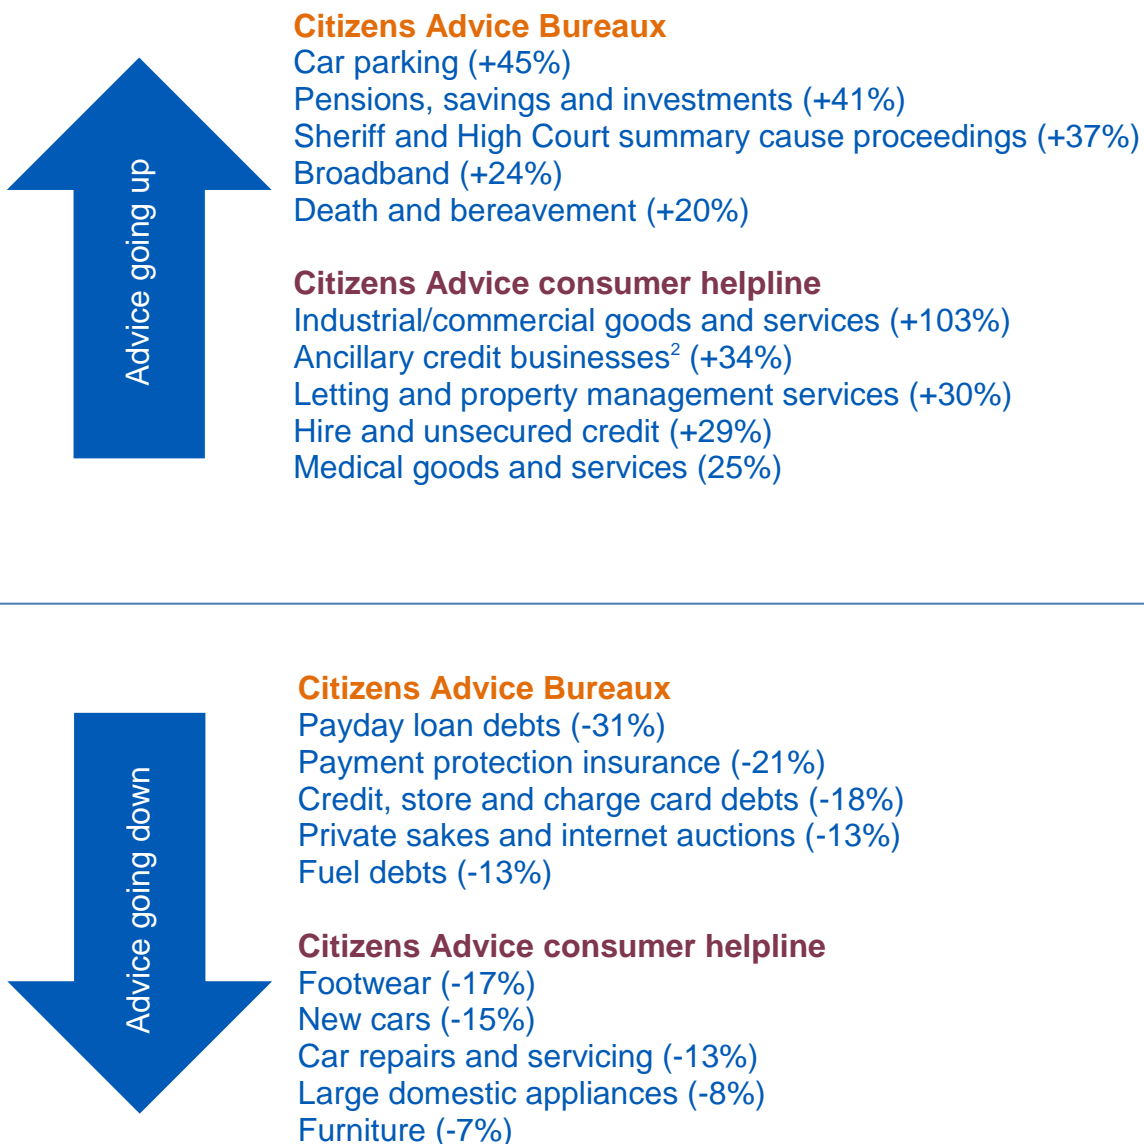 Citizens Advice Bureaux
Car parking (+45%)
Pensions, savings and investments (+41%)
Sheriff and High Court summary cause proceedings (+37%)
Broadband (+24%)
Death and bereavement (+20%)
Advice going up
Citizens Advice consumer helpline
Industrial/commercial goods and services (+103%)
Ancillary credit businesses² (+34%)
Letting and property management services (+30%)
Hire and unsecured credit (+29%)
Medical goods and services (25%)
Citizens Advice Bureaux
Payday loan debts (-31%)
Payment protection insurance (-21%)
Credit, store and charge card debts (-18%)
Private sakes and internet auctions (-13%)
Fuel debts (-13%)
Advice going down
Citizens Advice consumer helpline
Footwear (-17%)
New cars (-15%)
Car repairs and servicing (-13%)
Large domestic appliances (-8%)
Furniture (-7%)